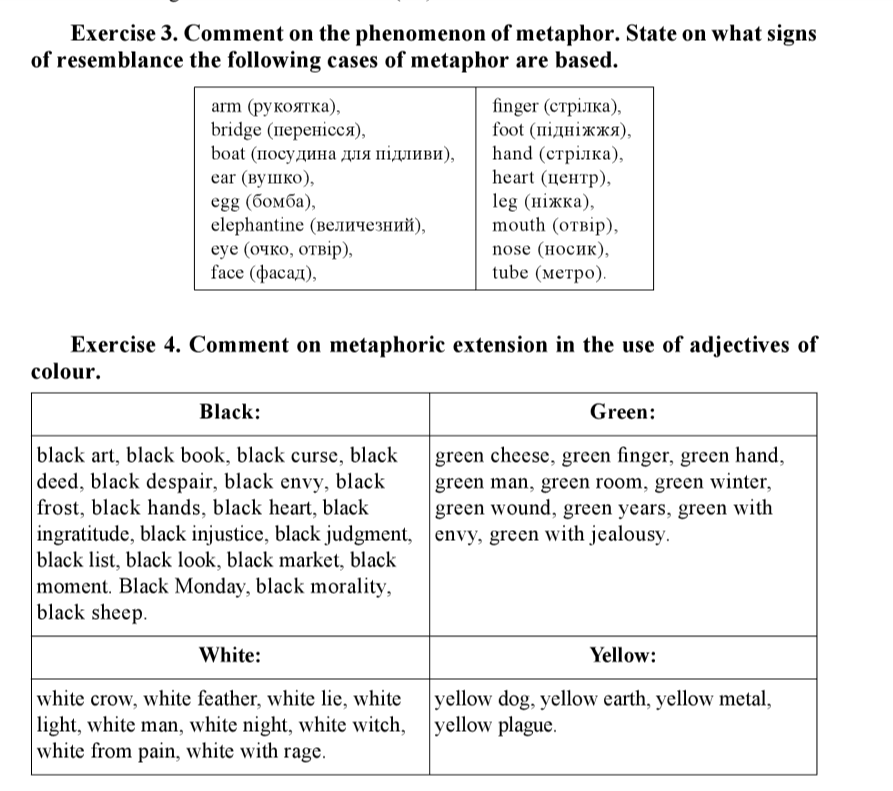 Exercise 3. Comment on the phenomenon of metaphor. State on what signs
of resemblance the following cases of metaphor are based.
arm (рукоятка),
bridge (перенісся),
boat (посудина для підливи),
ear (вушко),
egg (бомба),
elephantine (величезний),
eye (очко, отвір),
face (фасад),
finger (стрілка),
foot (підніжжя),
hand (стрілка),
heart (центр),
leg (ніжка),
mouth (отвір),
nose (носик),
tube (метро).
Exercise 4. Comment on metaphoric extension in the use of adjectives of
colour.
Black:
black art, black book, black curse, black
deed, black despair, black envy, black
frost, black hands, black heart, black
ingratitude, black injustice, black judgment,
black list, black look, black market, black
moment. Black Monday, black morality,
black sheep.
Green:
green cheese, green finger, green hand,
green man, green room, green winter,
green wound, green years, green with
envy, green with jealousy.
White:
white crow, white feather, white lie, white
light, white man, white night, white witch,
white from pain, white with rage.
Yellow:
yellow dog, yellow earth, yellow metal,
yellow plague.